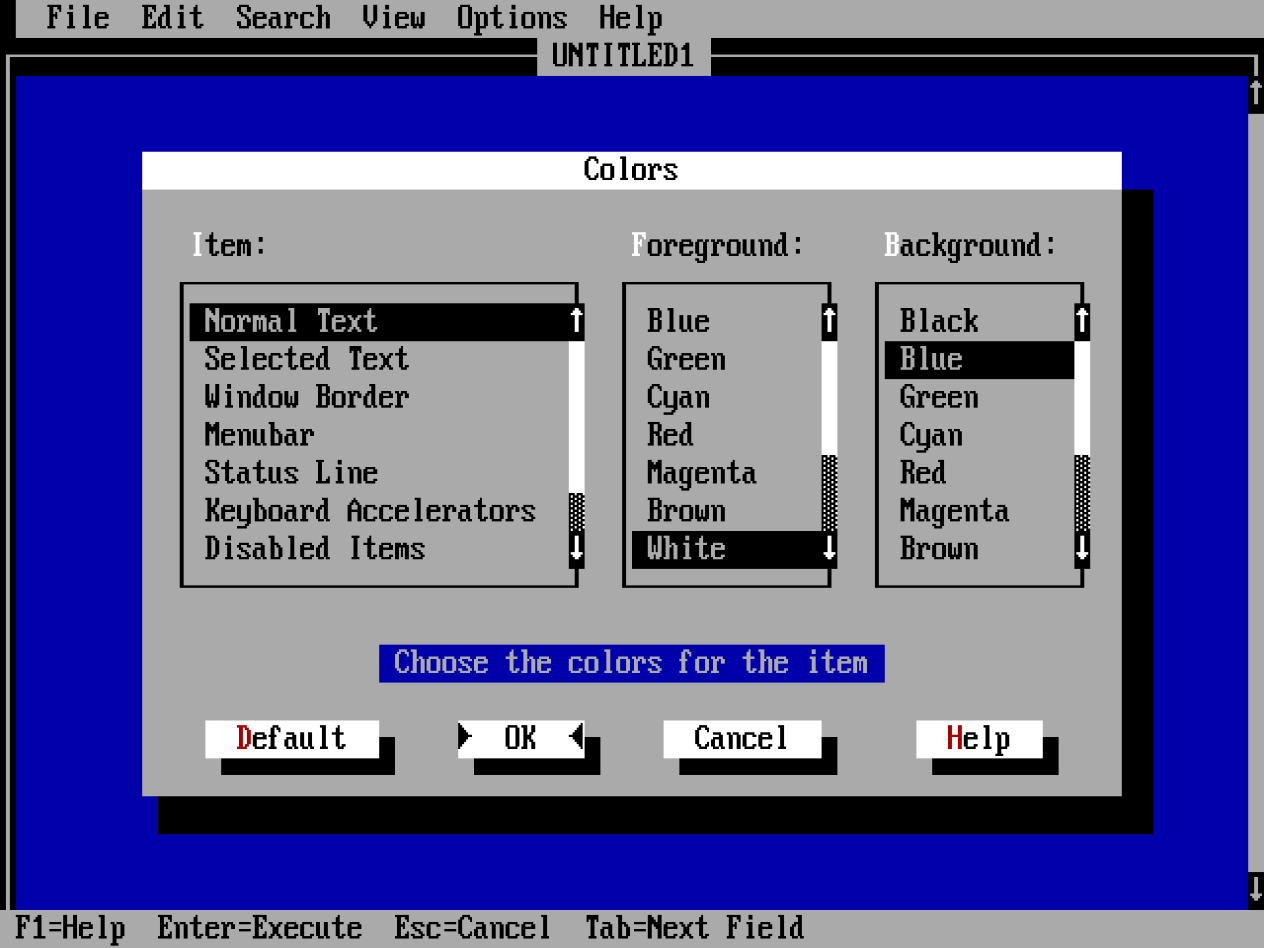 File Edit Search View Options Help
UNTITLED1
Colors
Item: Foreground: Background:
Normal Text Blue Black
Selected Text Green Blue
Window Border Cyan Green
Menubar Red Cyan
Status Line Magenta Red
Keyboard Accelerators Brown Magenta
Disabled Items White Brown
Choose the colors for the item
Default OK Cancel Help
F1=Help Enter=Execute Esc=Cancel Tab=Next Field